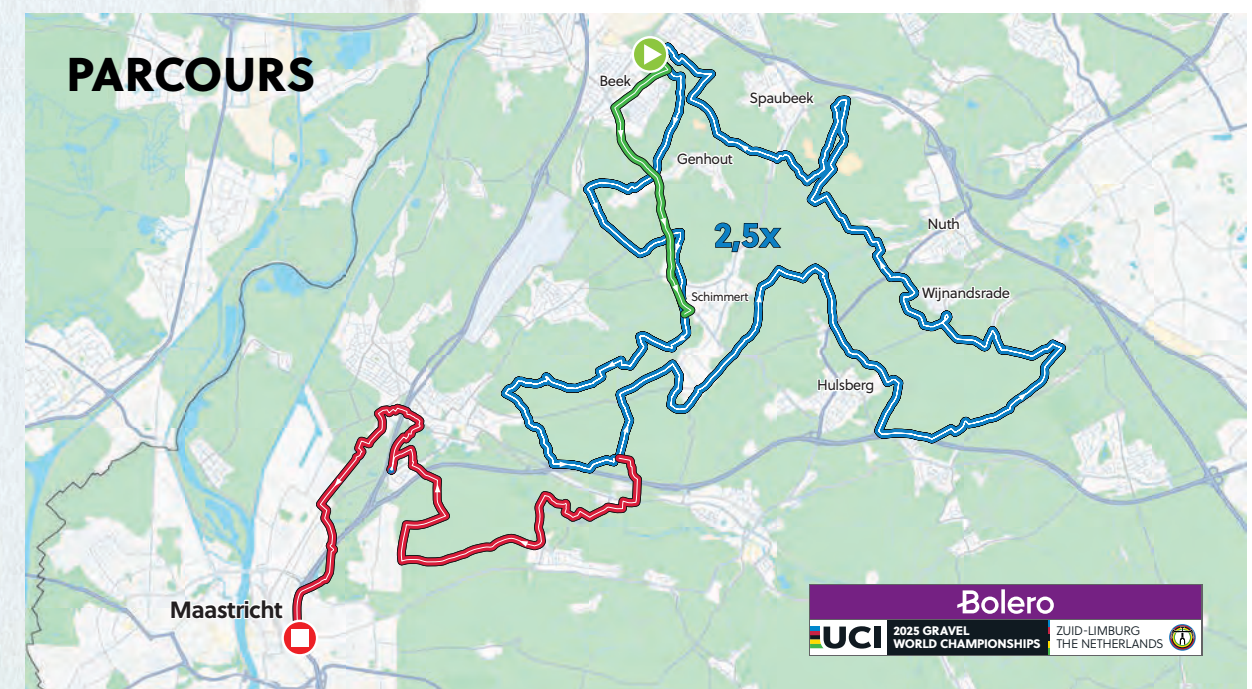 PARCOURS
Beek
Spaubeek
Genhout
Nuth
2,5x
Wijnandsrade
Schimmert
Hulsberg
Maastricht
Bolero
UCI
2025 GRAVEL
WORLD CHAMPIONSHIPS
ZUID-LIMBURG
THE NETHERLANDS